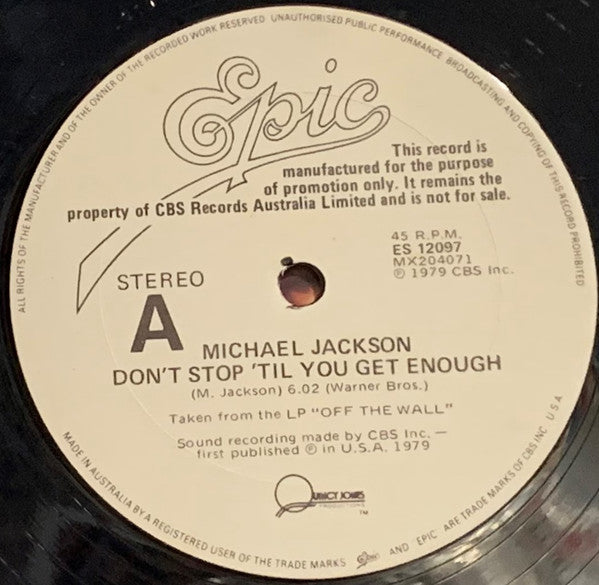 ALL RIGHTS OF THE MANUFACTURER AND OF THE OWNER OF THE RECORDED WORK RESERVED UNAUTHORISED PUBLIC PERFORMANCE BROADCASTING AND COPYING OF THIS RECORD PROHIBITED
Epic
This record is
manufactured for the purpose
of promotion only. It remains the
property of CBS Records Australia Limited and is not for sale.
45 R.P.M.
ES 12097
MX204071
℗ 1979 CBS Inc.
STEREO
A
MICHAEL JACKSON
DON'T STOP 'TIL YOU GET ENOUGH
(M. Jackson) 6.02 (Warner Bros.)
Taken from the LP "OFF THE WALL"
Sound recording made by CBS Inc. —
first published ℗ in U.S.A. 1979
QUINCY JONES
PRODUCTIONS
TM
MADE IN AUSTRALIA BY A REGISTERED USER OF THE TRADE MARKS Epic AND EPIC ARE TRADE MARKS OF CBS INC USA